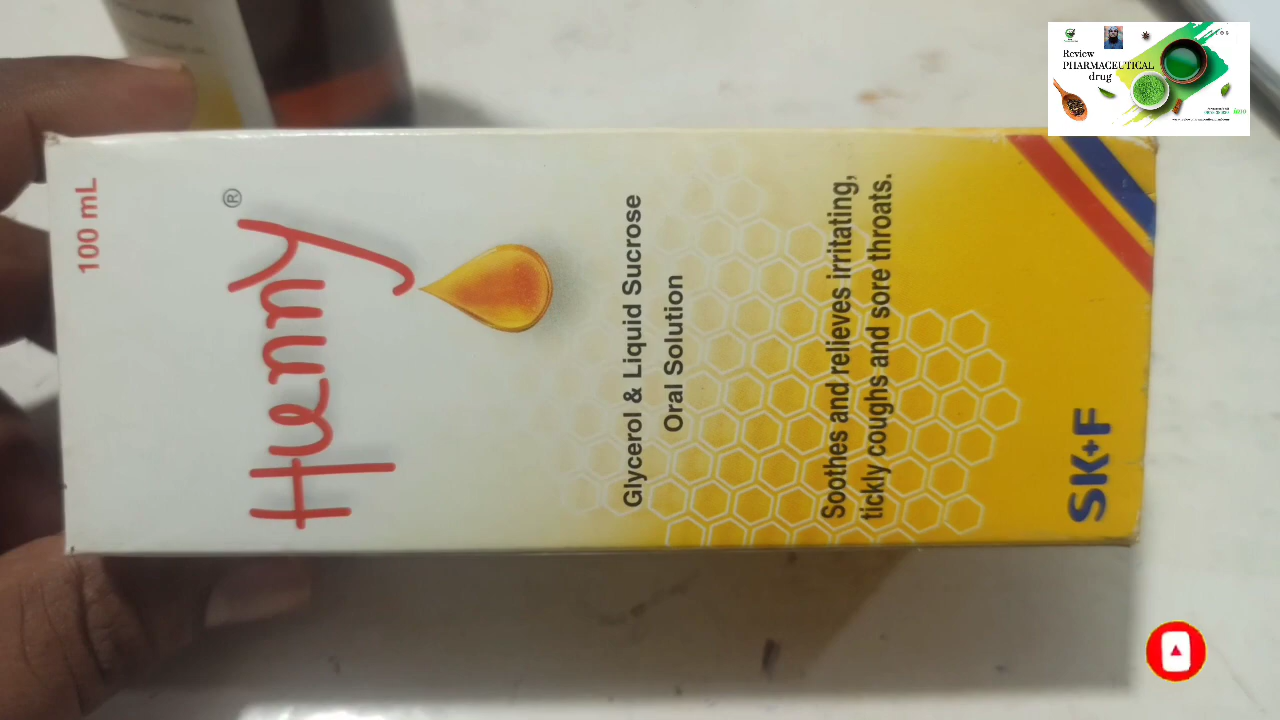 100 mL
Henny®
Glycerol & Liquid Sucrose
Oral Solution
Soothes and relieves irritating,
tickly coughs and sore throats.
SK+F
Review
PHARMACEUTICAL
drug